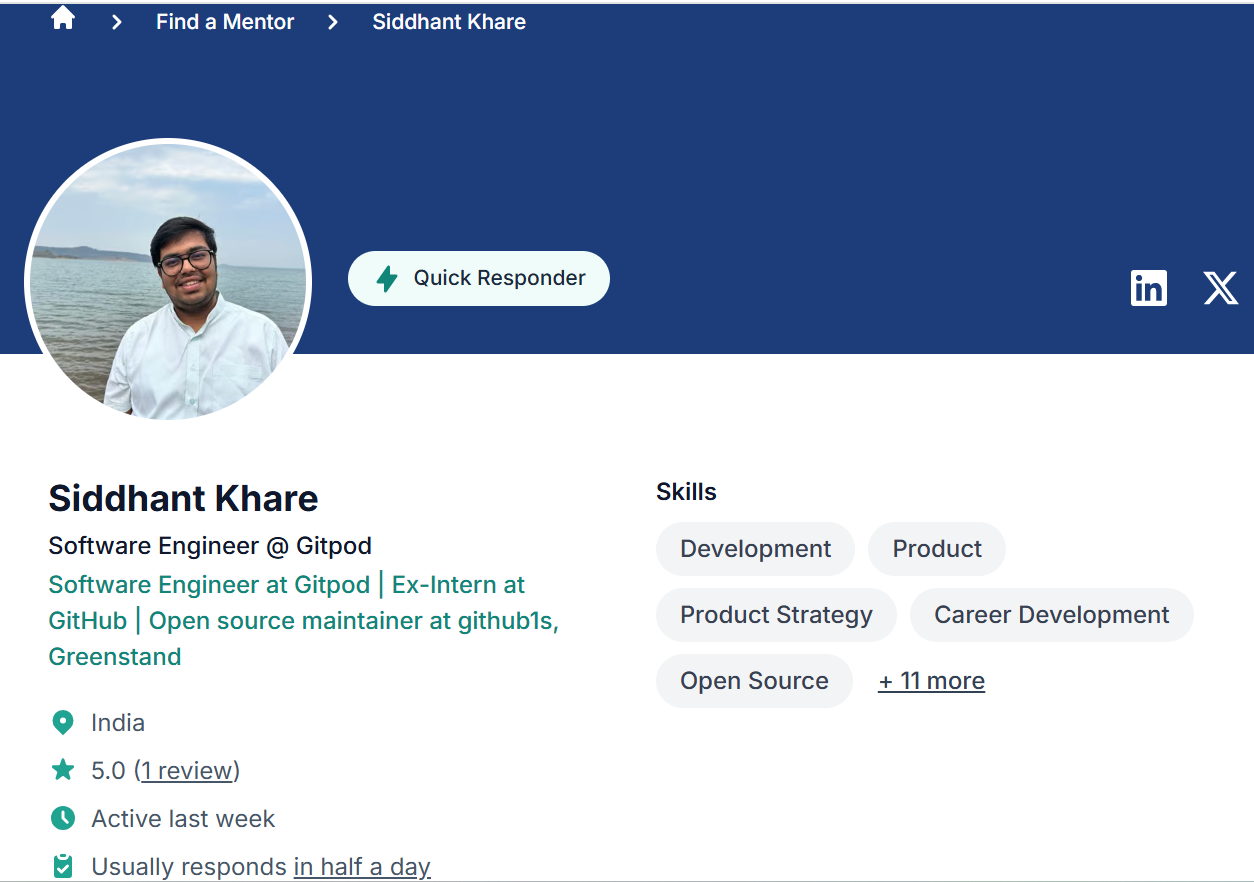 Find a Mentor
Siddhant Khare
Quick Responder
in
X
Siddhant Khare
Software Engineer @ Gitpod
Software Engineer at Gitpod | Ex-Intern at
GitHub | Open source maintainer at github1s,
Greenstand
India
5.0 (1 review)
Active last week
Usually responds in half a day
Skills
Development
Product
Product Strategy
Career Development
Open Source
+ 11 more